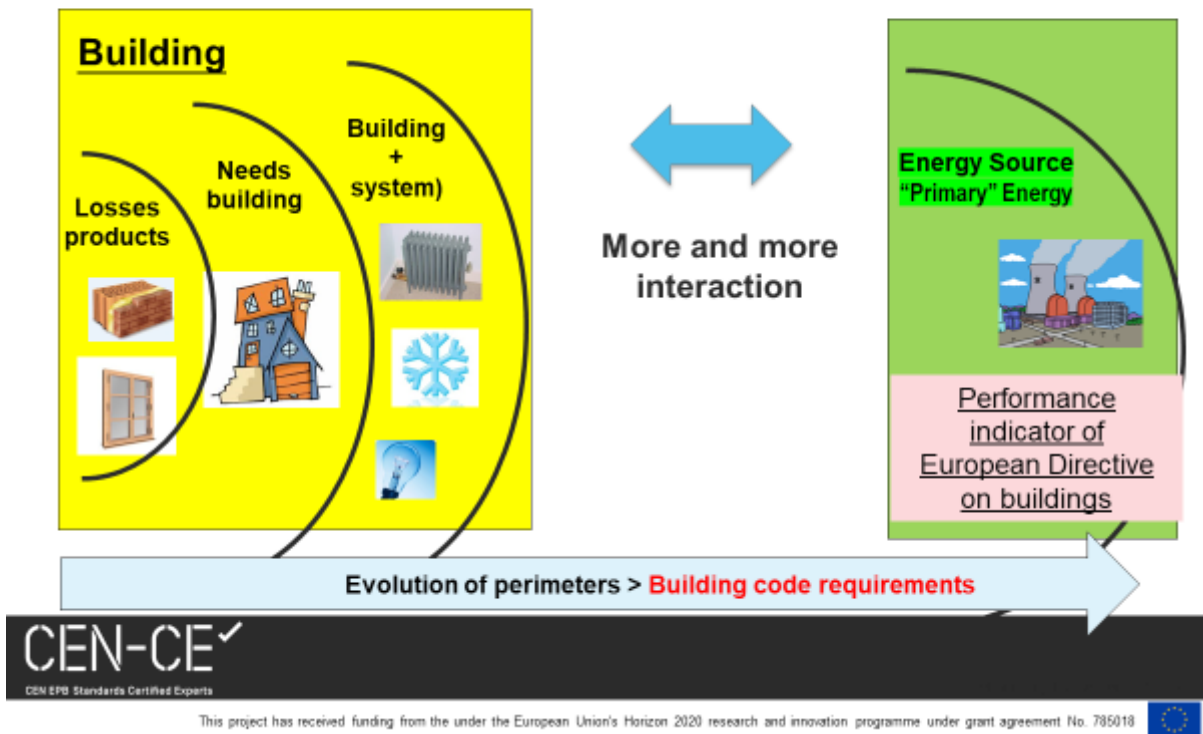 Building
Losses
products
Needs
building
Building
+
system)
More and more
interaction
Energy Source
“Primary” Energy
Performance
indicator of
European Directive
on buildings
Evolution of perimeters > Building code requirements
CEN-CE
CEN EPB Standards Certified Experts
This project has received funding from the under the European Union's Horizon 2020 research and innovation programme under grant agreement No. 785018